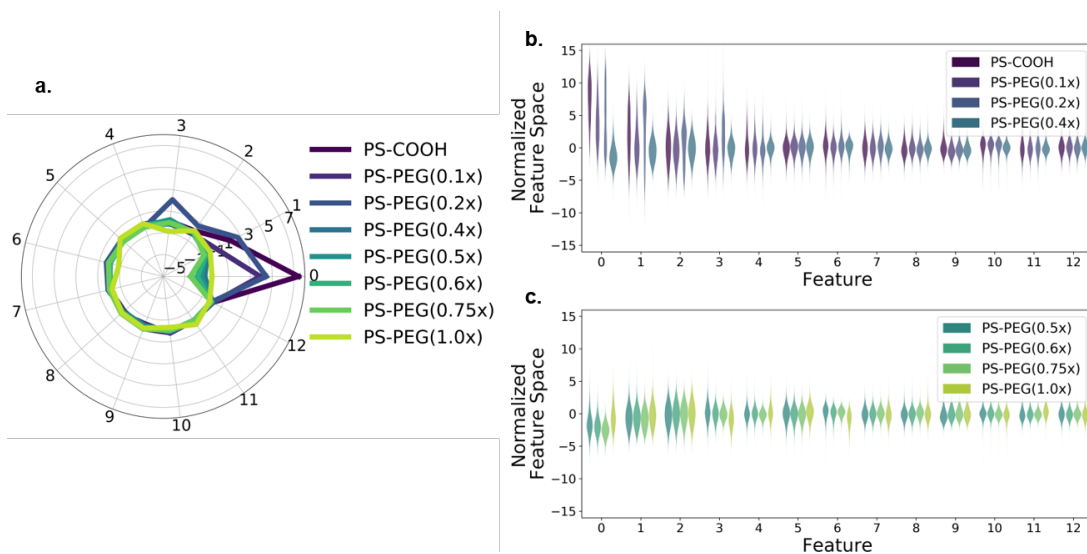 a.
0
1
2
3
4
5
6
7
8
9
10
11
12
−5
1
3
5
7
PS-COOH
PS-PEG(0.1x)
PS-PEG(0.2x)
PS-PEG(0.4x)
PS-PEG(0.5x)
PS-PEG(0.6x)
PS-PEG(0.75x)
PS-PEG(1.0x)
b.
Normalized
Feature Space
15
10
5
0
−5
−10
−15
PS-COOH
PS-PEG(0.1x)
PS-PEG(0.2x)
PS-PEG(0.4x)
0 1 2 3 4 5 6 7 8 9 10 11 12
Feature
c.
Normalized
Feature Space
15
10
5
0
−5
−10
−15
PS-PEG(0.5x)
PS-PEG(0.6x)
PS-PEG(0.75x)
PS-PEG(1.0x)
0 1 2 3 4 5 6 7 8 9 10 11 12
Feature